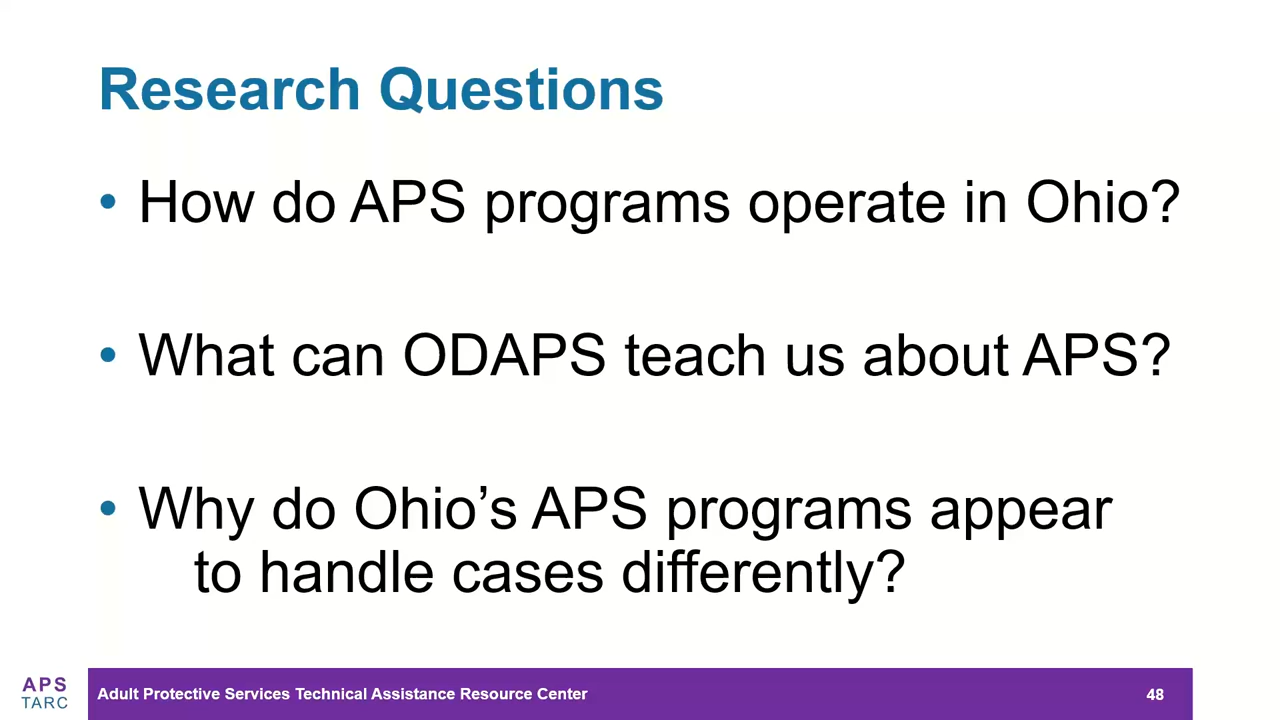 Research Questions
• How do APS programs operate in Ohio?
• What can ODAPS teach us about APS?
• Why do Ohio’s APS programs appear
to handle cases differently?
APS
TARC
Adult Protective Services Technical Assistance Resource Center
48